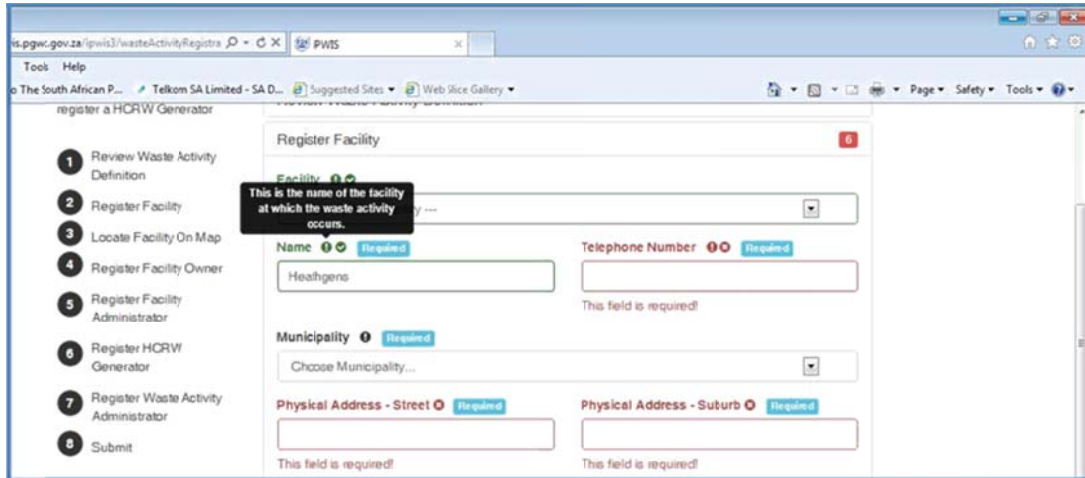 is.pgwc.gov.za/ipwis3/wasteActivityRegistra
PWIS
Tools Help
o The South African P... Telkom SA Limited - SA D... Suggested Sites Web Slice Gallery
Page Safety Tools
register a HCRW Generator
Review Waste Activity Definition
1 Review Waste Activity
Definition
2 Register Facility
3 Locate Facility On Map
4 Register Facility Owner
5 Register Facility
Administrator
6 Register HCRW
Generator
7 Register Waste Activity
Administrator
8 Submit
Register Facility 6
Facility
This is the name of the facility
at which the waste activity
occurs.
Name Required
Heathgens
Telephone Number Required
This field is required!
Municipality Required
Choose Municipality...
Physical Address - Street Required
This field is required!
Physical Address - Suburb Required
This field is required!